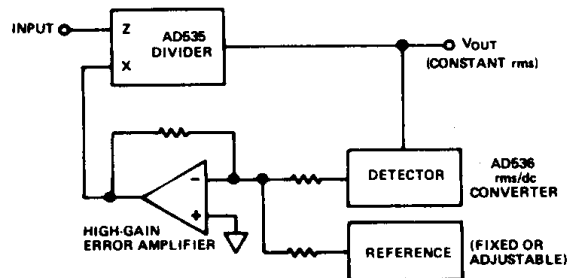 INPUT
Z
AD535
DIVIDER
X
VOUT
(CONSTANT rms)
−
+
HIGH-GAIN
ERROR AMPLIFIER
DETECTOR
AD536
rms/dc
CONVERTER
REFERENCE
(FIXED OR
ADJUSTABLE)